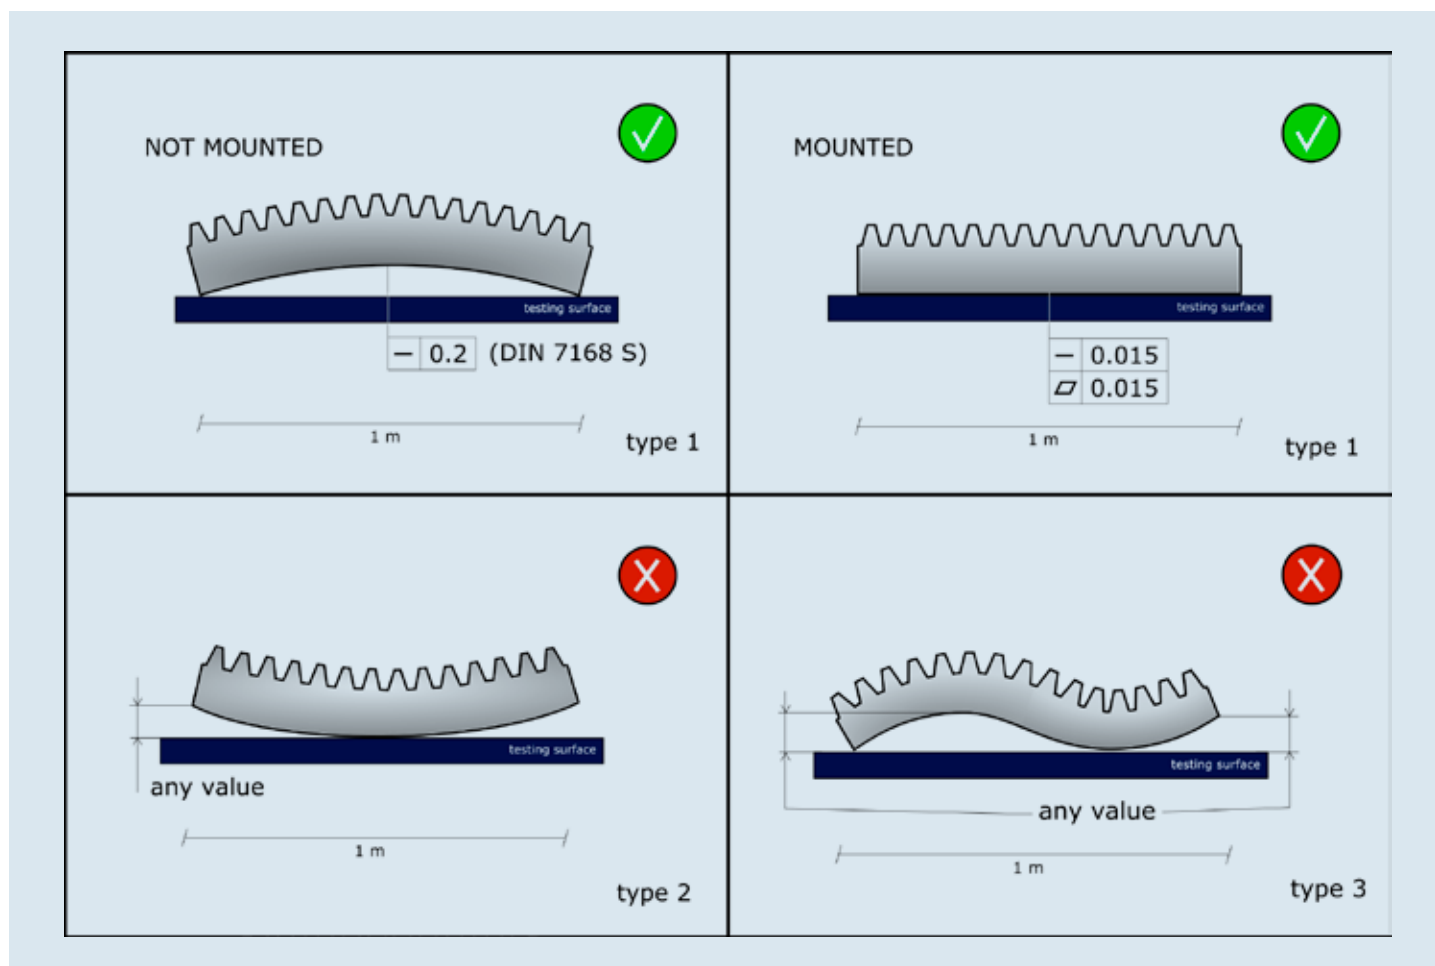 NOT MOUNTED
testing surface
— 0.2 (DIN 7168 S)
1 m
type 1
MOUNTED
testing surface
— 0.015
▱ 0.015
1 m
type 1
testing surface
any value
1 m
type 2
testing surface
any value
1 m
type 3